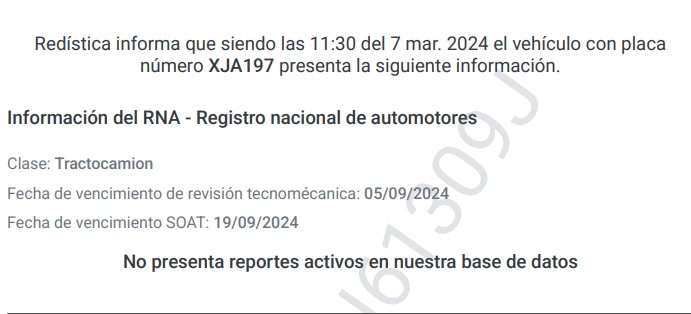 Redística informa que siendo las 11:30 del 7 mar. 2024 el vehículo con placa
número XJA197 presenta la siguiente información.
Información del RNA - Registro nacional de automotores
Clase: Tractocamion
Fecha de vencimiento de revisión tecnomécanica: 05/09/2024
Fecha de vencimiento SOAT: 19/09/2024
No presenta reportes activos en nuestra base de datos